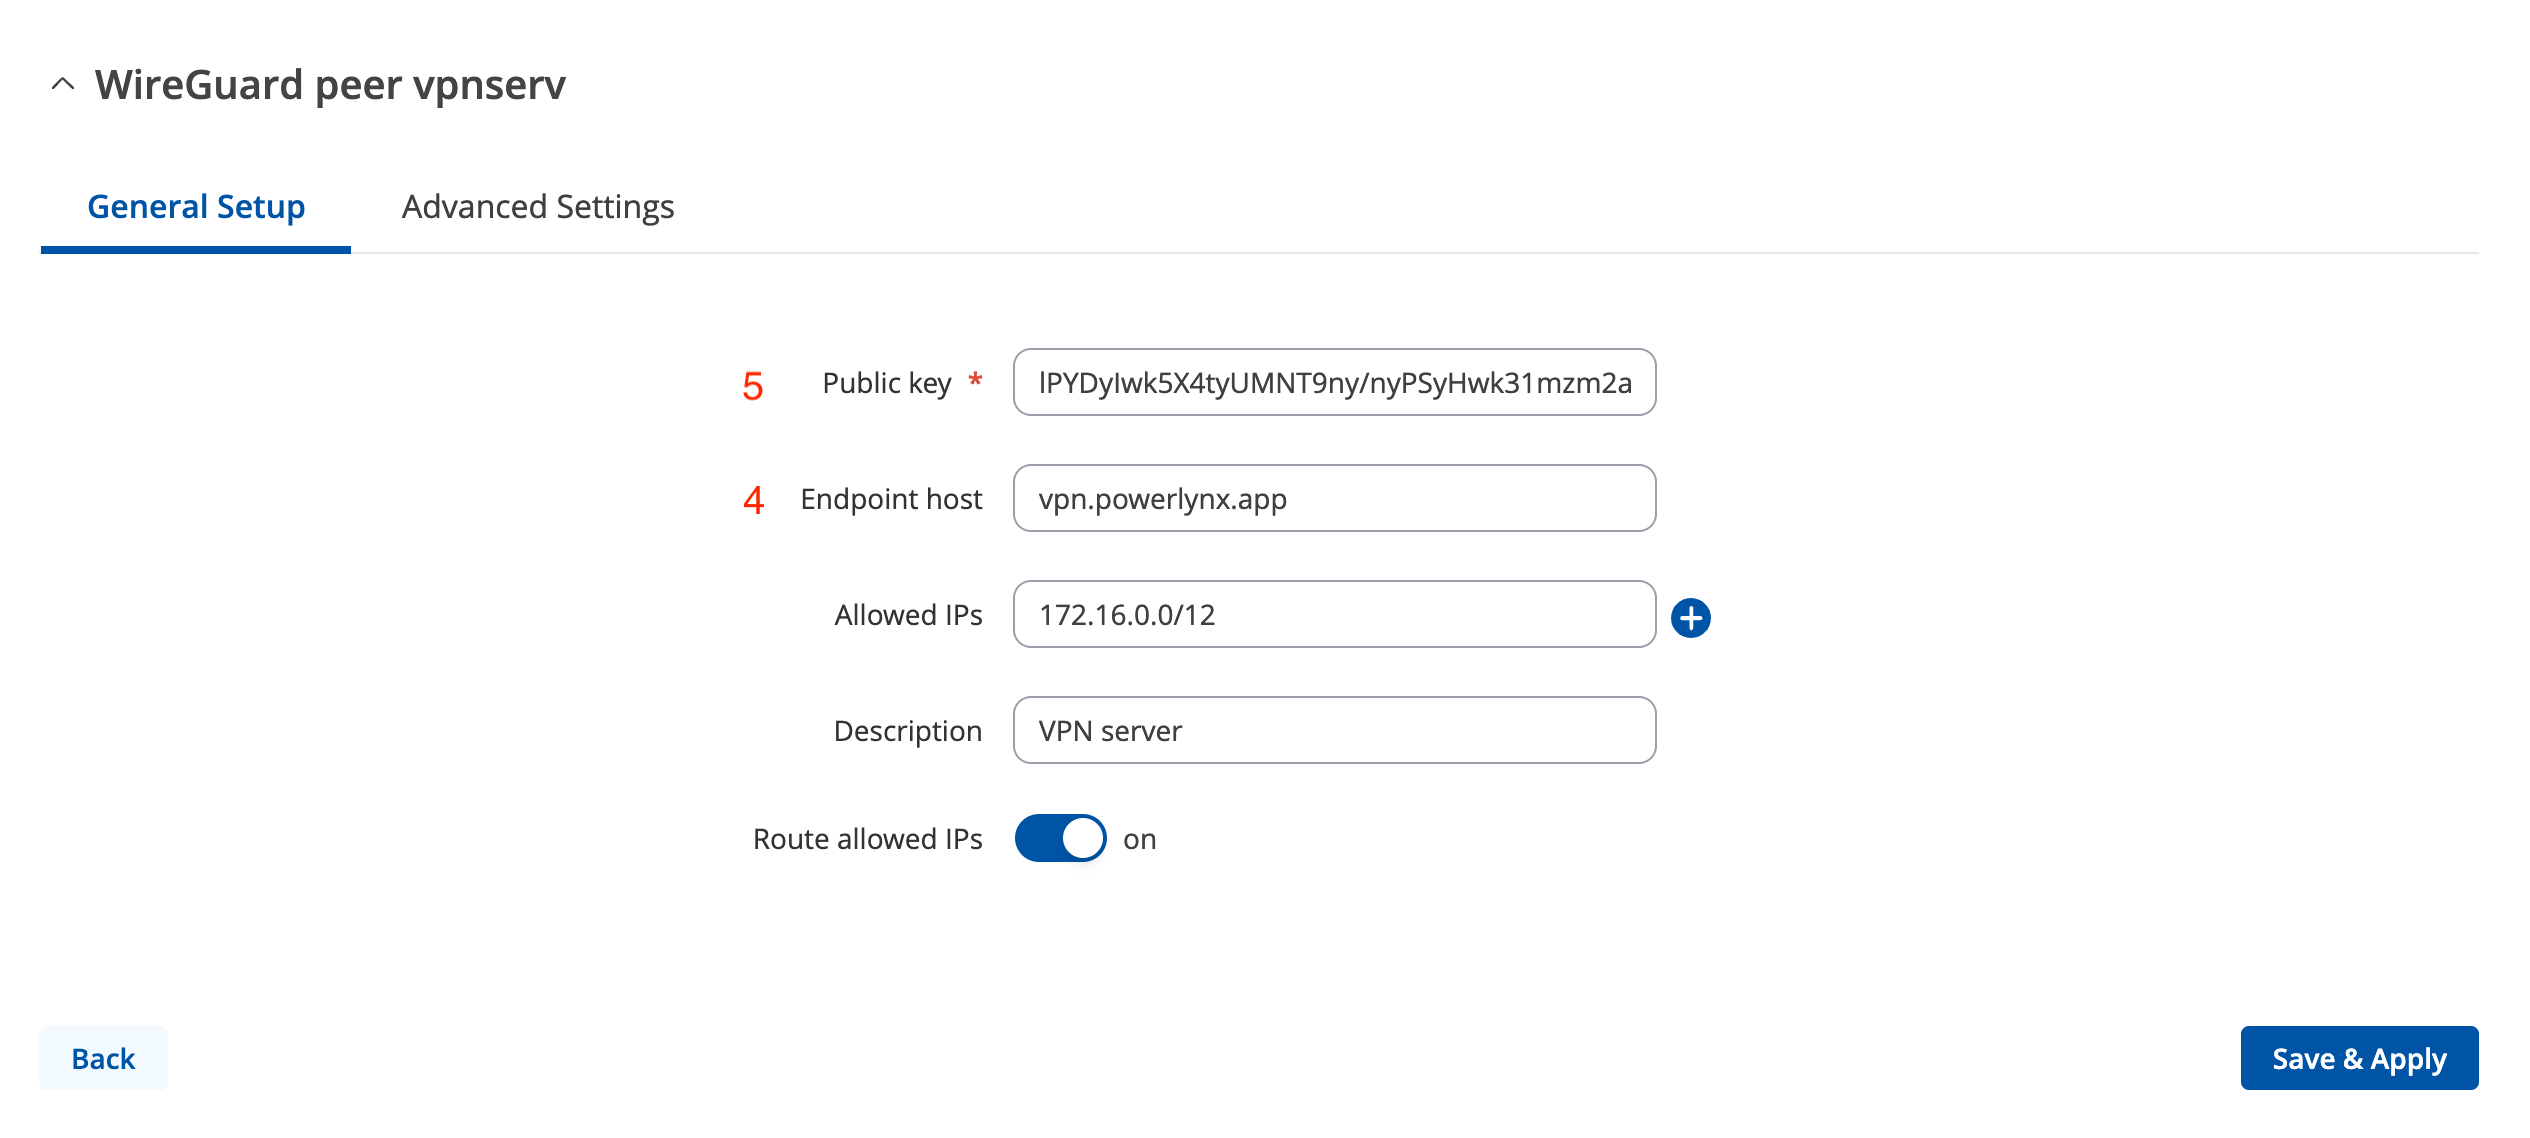 WireGuard peer vpnserv
General Setup Advanced Settings
5 Public key * lPYDyIwk5X4tyUMNT9ny/nyPSyHwk31mzm2a
4 Endpoint host vpn.powerlynx.app
Allowed IPs 172.16.0.0/12
Description VPN server
Route allowed IPs on
Back Save & Apply